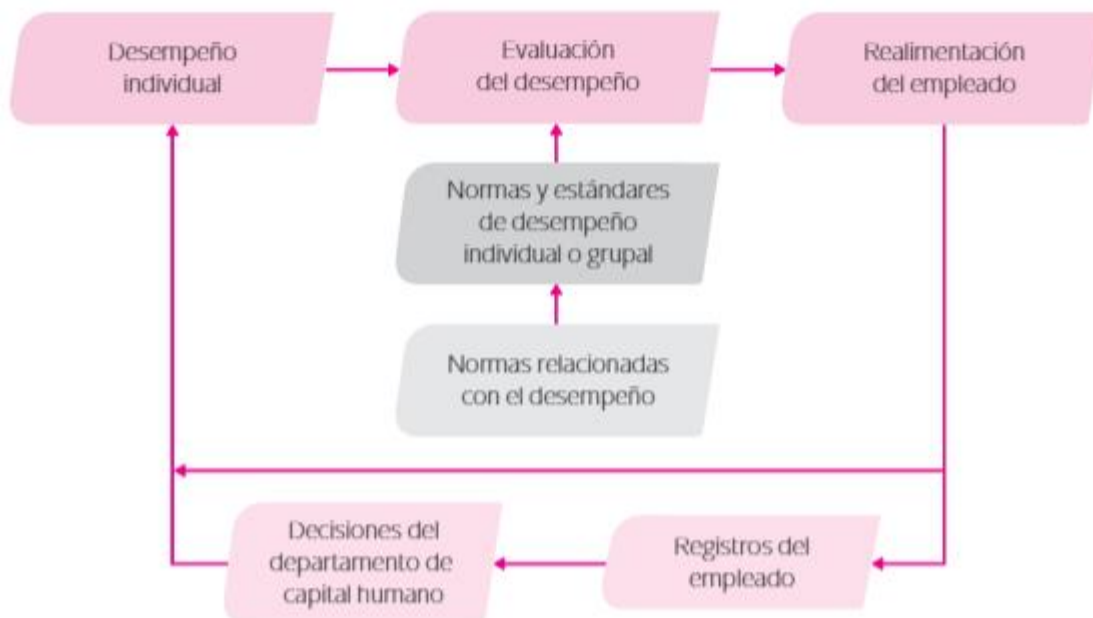 Desempeño
individual
Evaluación
del desempeño
Realimentación
del empleado
Normas y estándares
de desempeño
individual o grupal
Normas relacionadas
con el desempeño
Decisiones del
departamento de
capital humano
Registros del
empleado